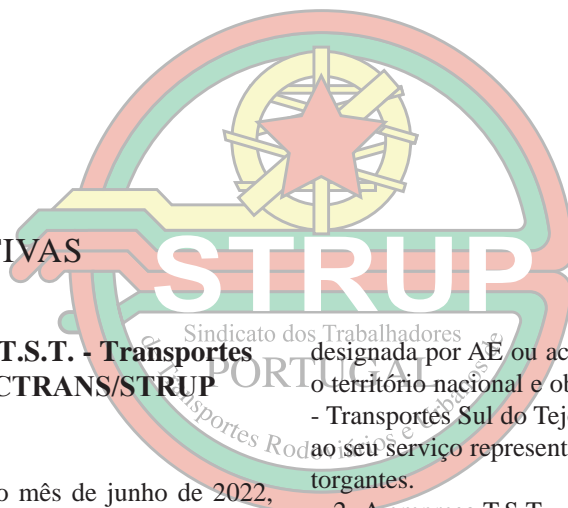 TIVAS
STRUP
T.S.T. - Transportes
CTRANS/STRUP
Sindicato dos Trabalhadores
de Transportes Rodoviários e Urbanos de
PORTUGAL
o mês de junho de 2022,
designada por AE ou ac
o território nacional e ob
- Transportes Sul do Tejo
ao seu serviço represent
torgantes.